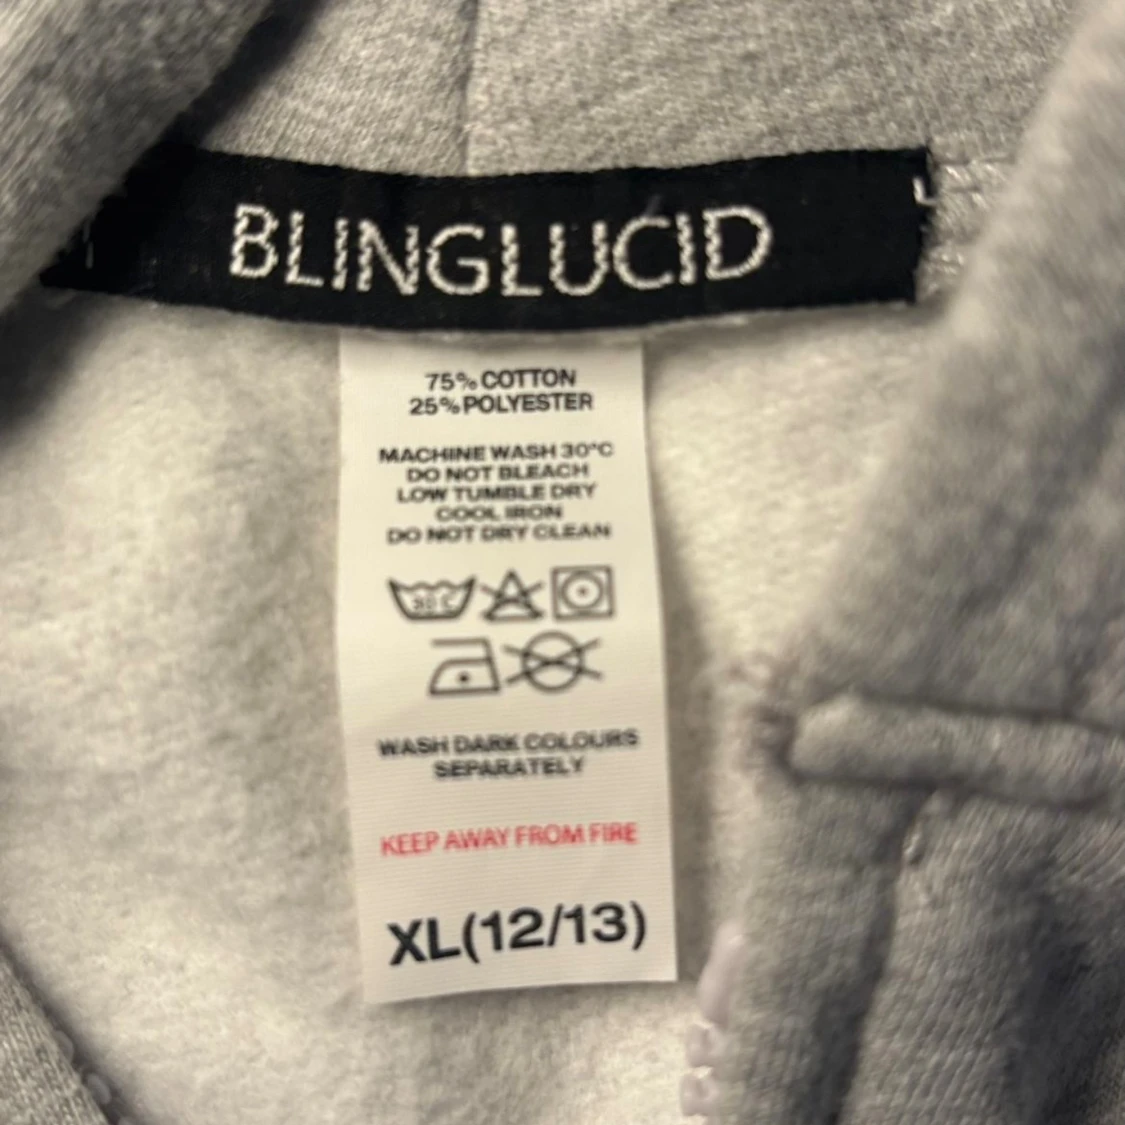 BLINGLUCID
75% COTTON
25% POLYESTER
MACHINE WASH 30°C
DO NOT BLEACH
LOW TUMBLE DRY
COOL IRON
DO NOT DRY CLEAN
30 C
WASH DARK COLOURS
SEPARATELY
KEEP AWAY FROM FIRE
XL(12/13)